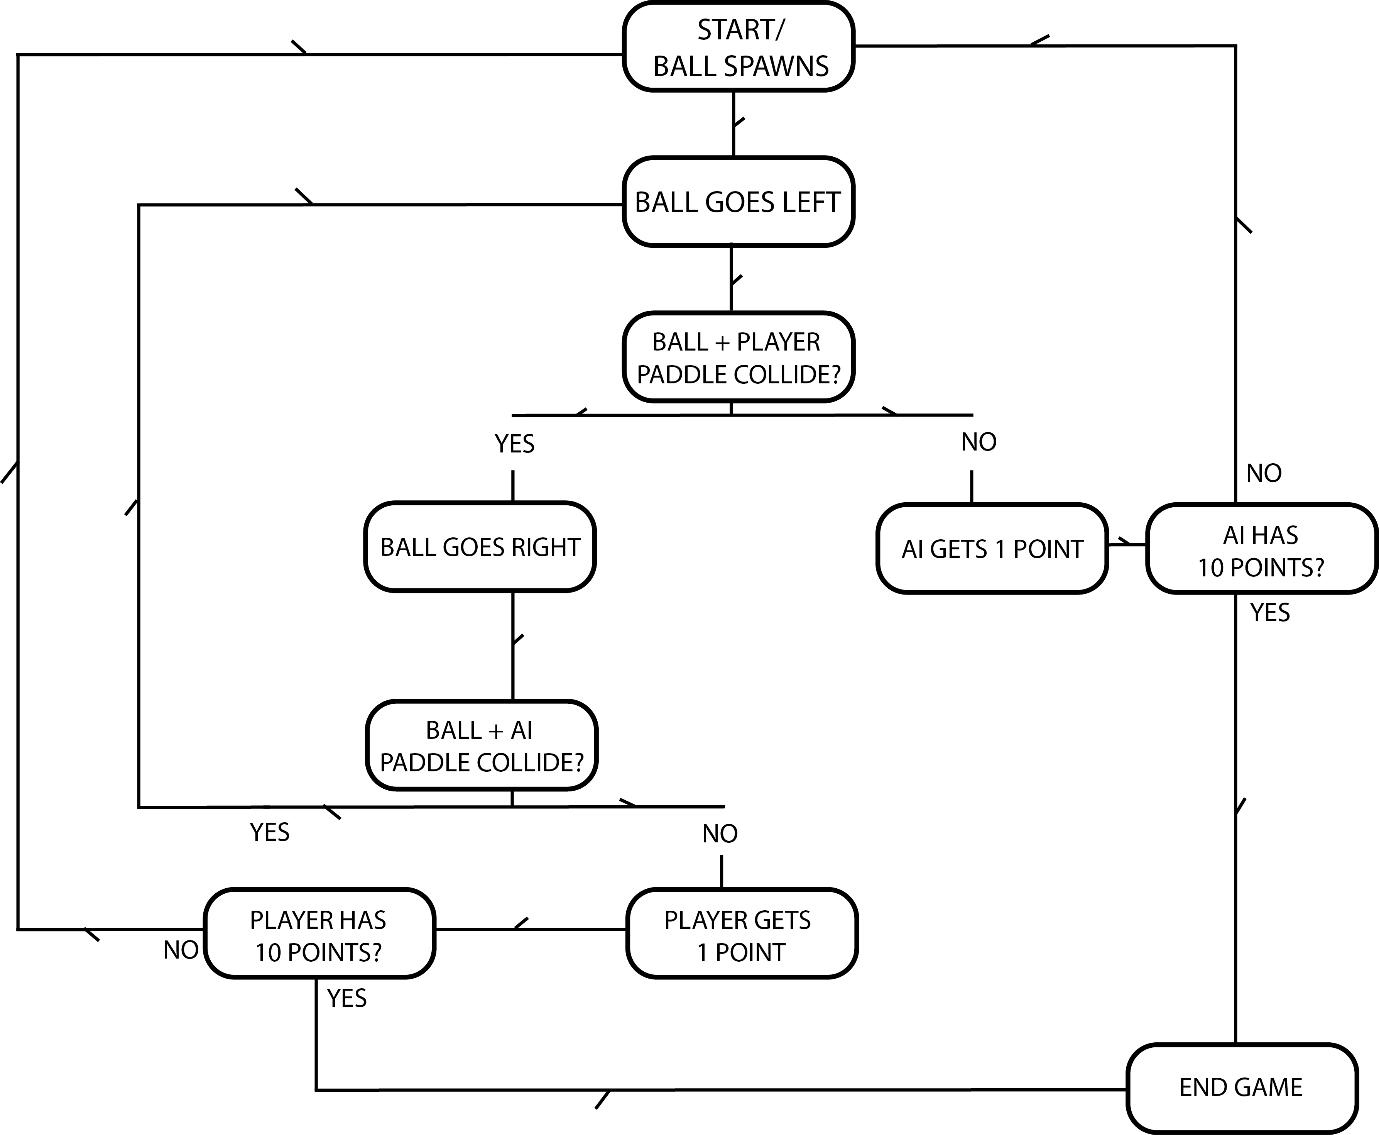 START/
BALL SPAWNS
BALL GOES LEFT
BALL + PLAYER
PADDLE COLLIDE?
YES
NO
NO
BALL GOES RIGHT
AI GETS 1 POINT
AI HAS
10 POINTS?
YES
BALL + AI
PADDLE COLLIDE?
YES
NO
PLAYER HAS
10 POINTS?
PLAYER GETS
1 POINT
NO
YES
END GAME